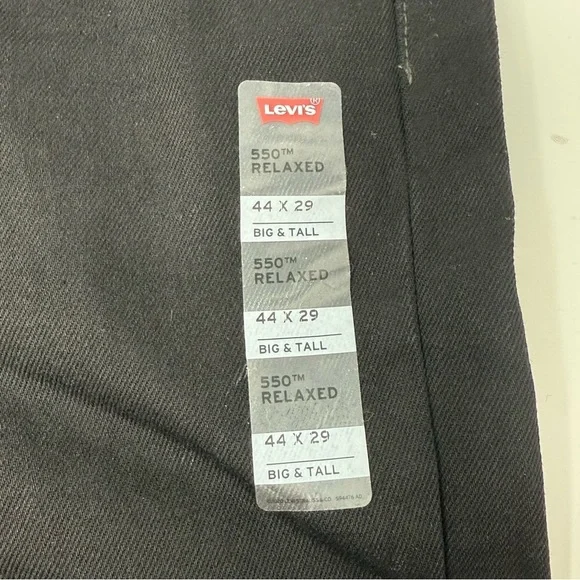 Levi's
550™
RELAXED
44 X 29
BIG & TALL
550™
RELAXED
44 X 29
BIG & TALL
550™
RELAXED
44 X 29
BIG & TALL